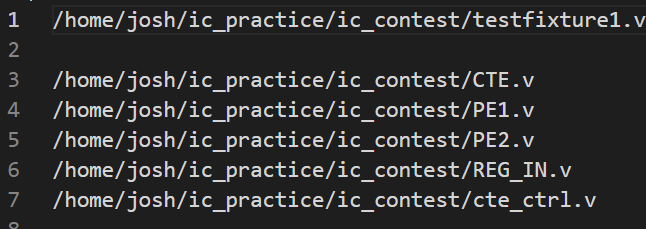 1 /home/josh/ic_practice/ic_contest/testfixture1.v
2
3 /home/josh/ic_practice/ic_contest/CTE.v
4 /home/josh/ic_practice/ic_contest/PE1.v
5 /home/josh/ic_practice/ic_contest/PE2.v
6 /home/josh/ic_practice/ic_contest/REG_IN.v
7 /home/josh/ic_practice/ic_contest/cte_ctrl.v